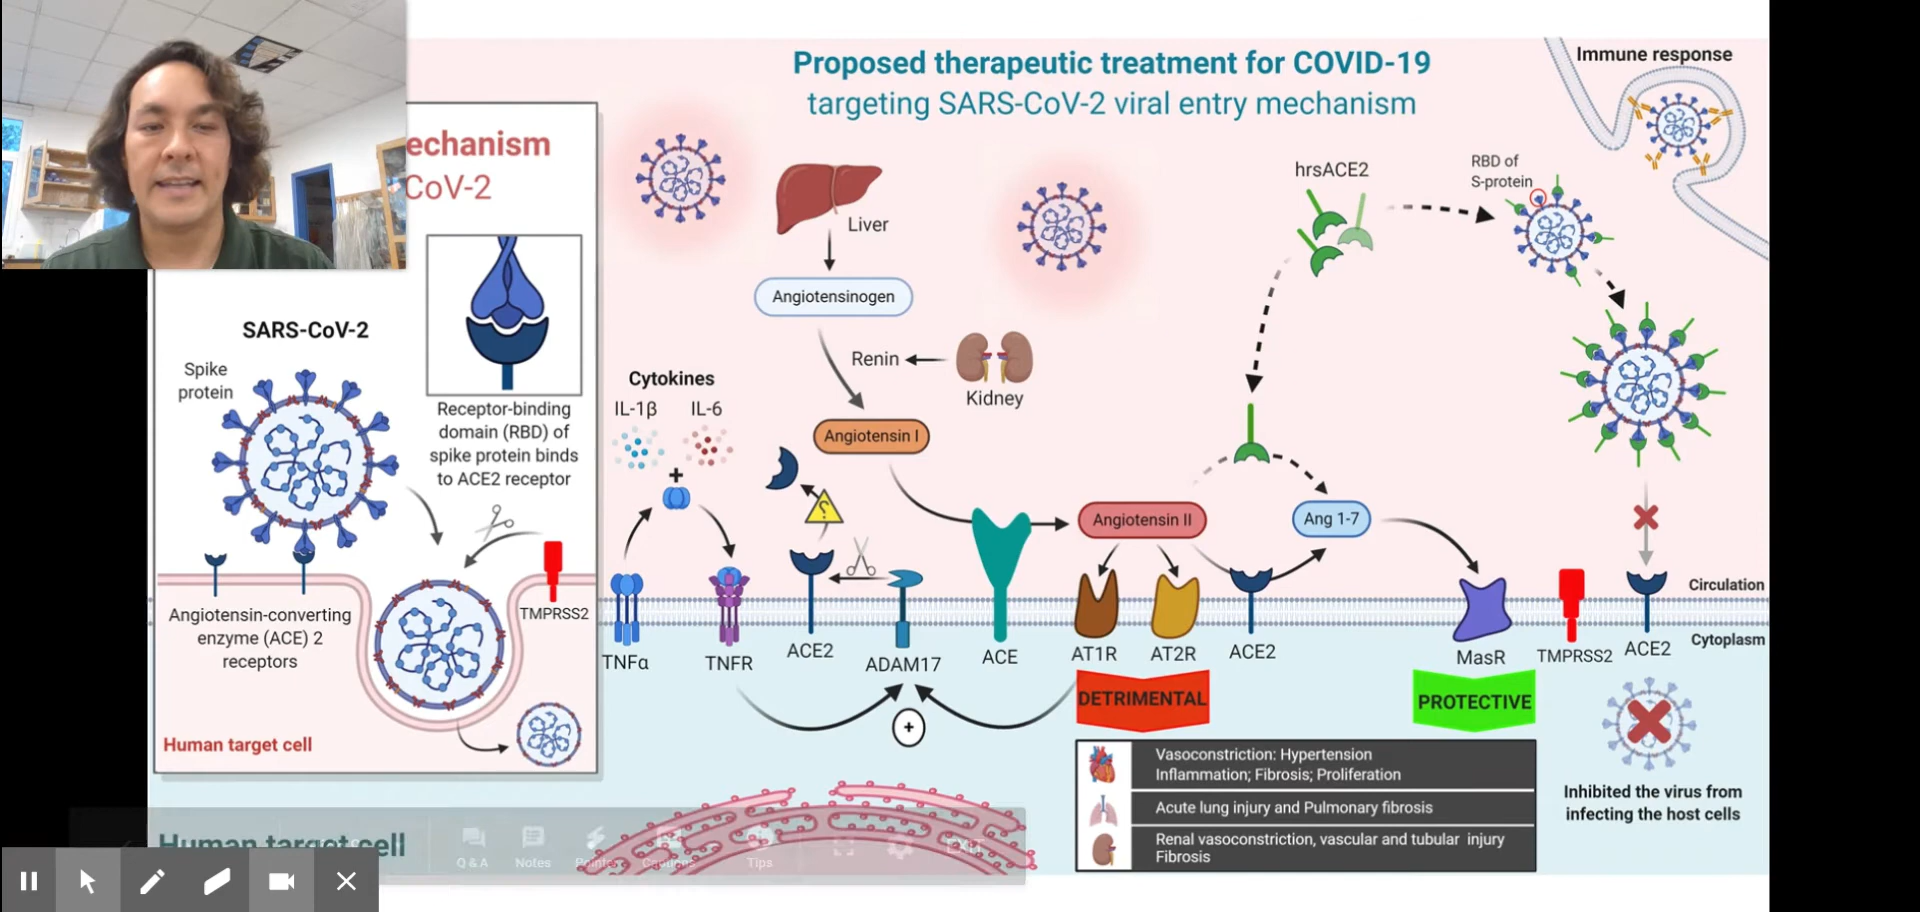 Proposed therapeutic treatment for COVID-19
targeting SARS-CoV-2 viral entry mechanism
Immune response
echanism
CoV-2
SARS-CoV-2
Spike
protein
Receptor-binding
domain (RBD) of
spike protein binds
to ACE2 receptor
Angiotensin-converting
enzyme (ACE) 2
receptors
TMPRSS2
Human target cell
Cytokines
IL-1β
IL-6
+
Liver
Angiotensinogen
Renin
Kidney
Angiotensin I
?
hrsACE2
RBD of
S-protein
Angiotensin II
Ang 1-7
Circulation
Cytoplasm
TNFα
TNFR
ACE2
ADAM17
ACE
AT1R
AT2R
ACE2
MasR
TMPRSS2
ACE2
+
DETRIMENTAL
PROTECTIVE
Vasoconstriction: Hypertension
Inflammation; Fibrosis; Proliferation
Acute lung injury and Pulmonary fibrosis
Renal vasoconstriction, vascular and tubular injury
Fibrosis
Inhibited the virus from
infecting the host cells
Human target cell
Q & A
Notes
Pointer
Captions
Tips
EXIT